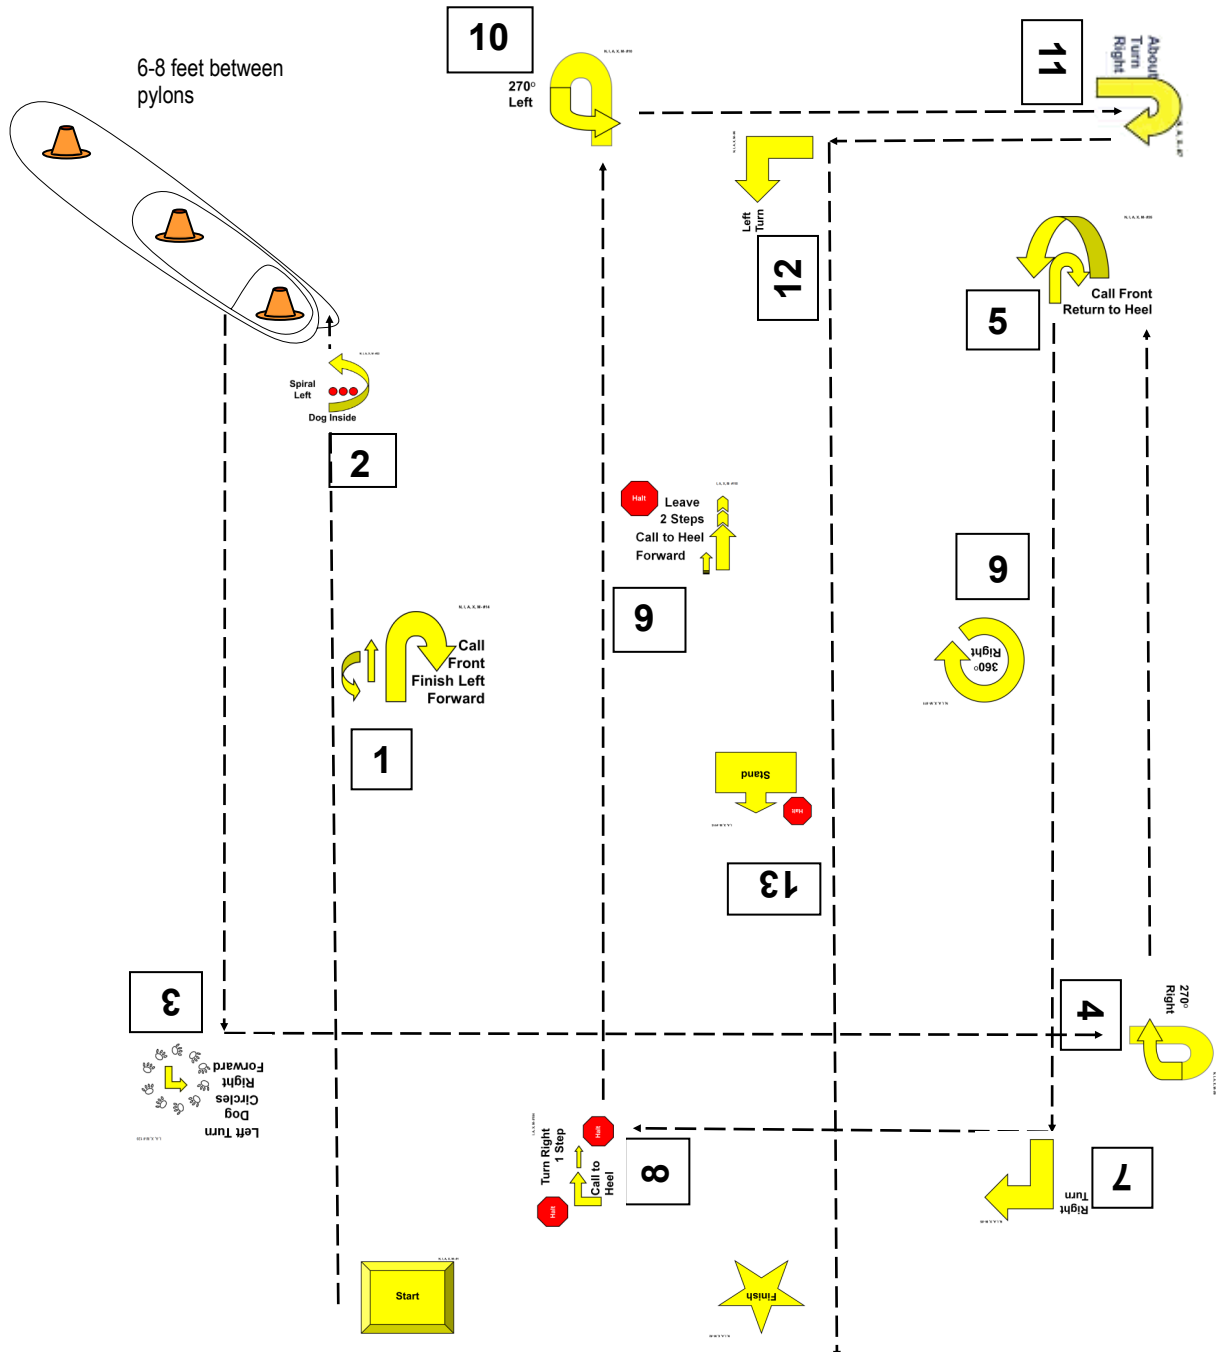 10
270°
Left
11
About
Turn
Right
6-8 feet between
pylons
Left
Turn
12
5
Call Front
Return to Heel
Spiral
Left
Dog Inside
2
Halt
Leave
2 Steps
Call to Heel
Forward
9
6
360°
Right
Call
Front
Finish Left
Forward
1
Stand
Halt
13
3
Left Turn
Dog
Circles
Right
Forward
4
270°
Right
Halt
Turn Right
1 Step
Call to
Heel
Halt
8
7
Right
Turn
Start
Finish